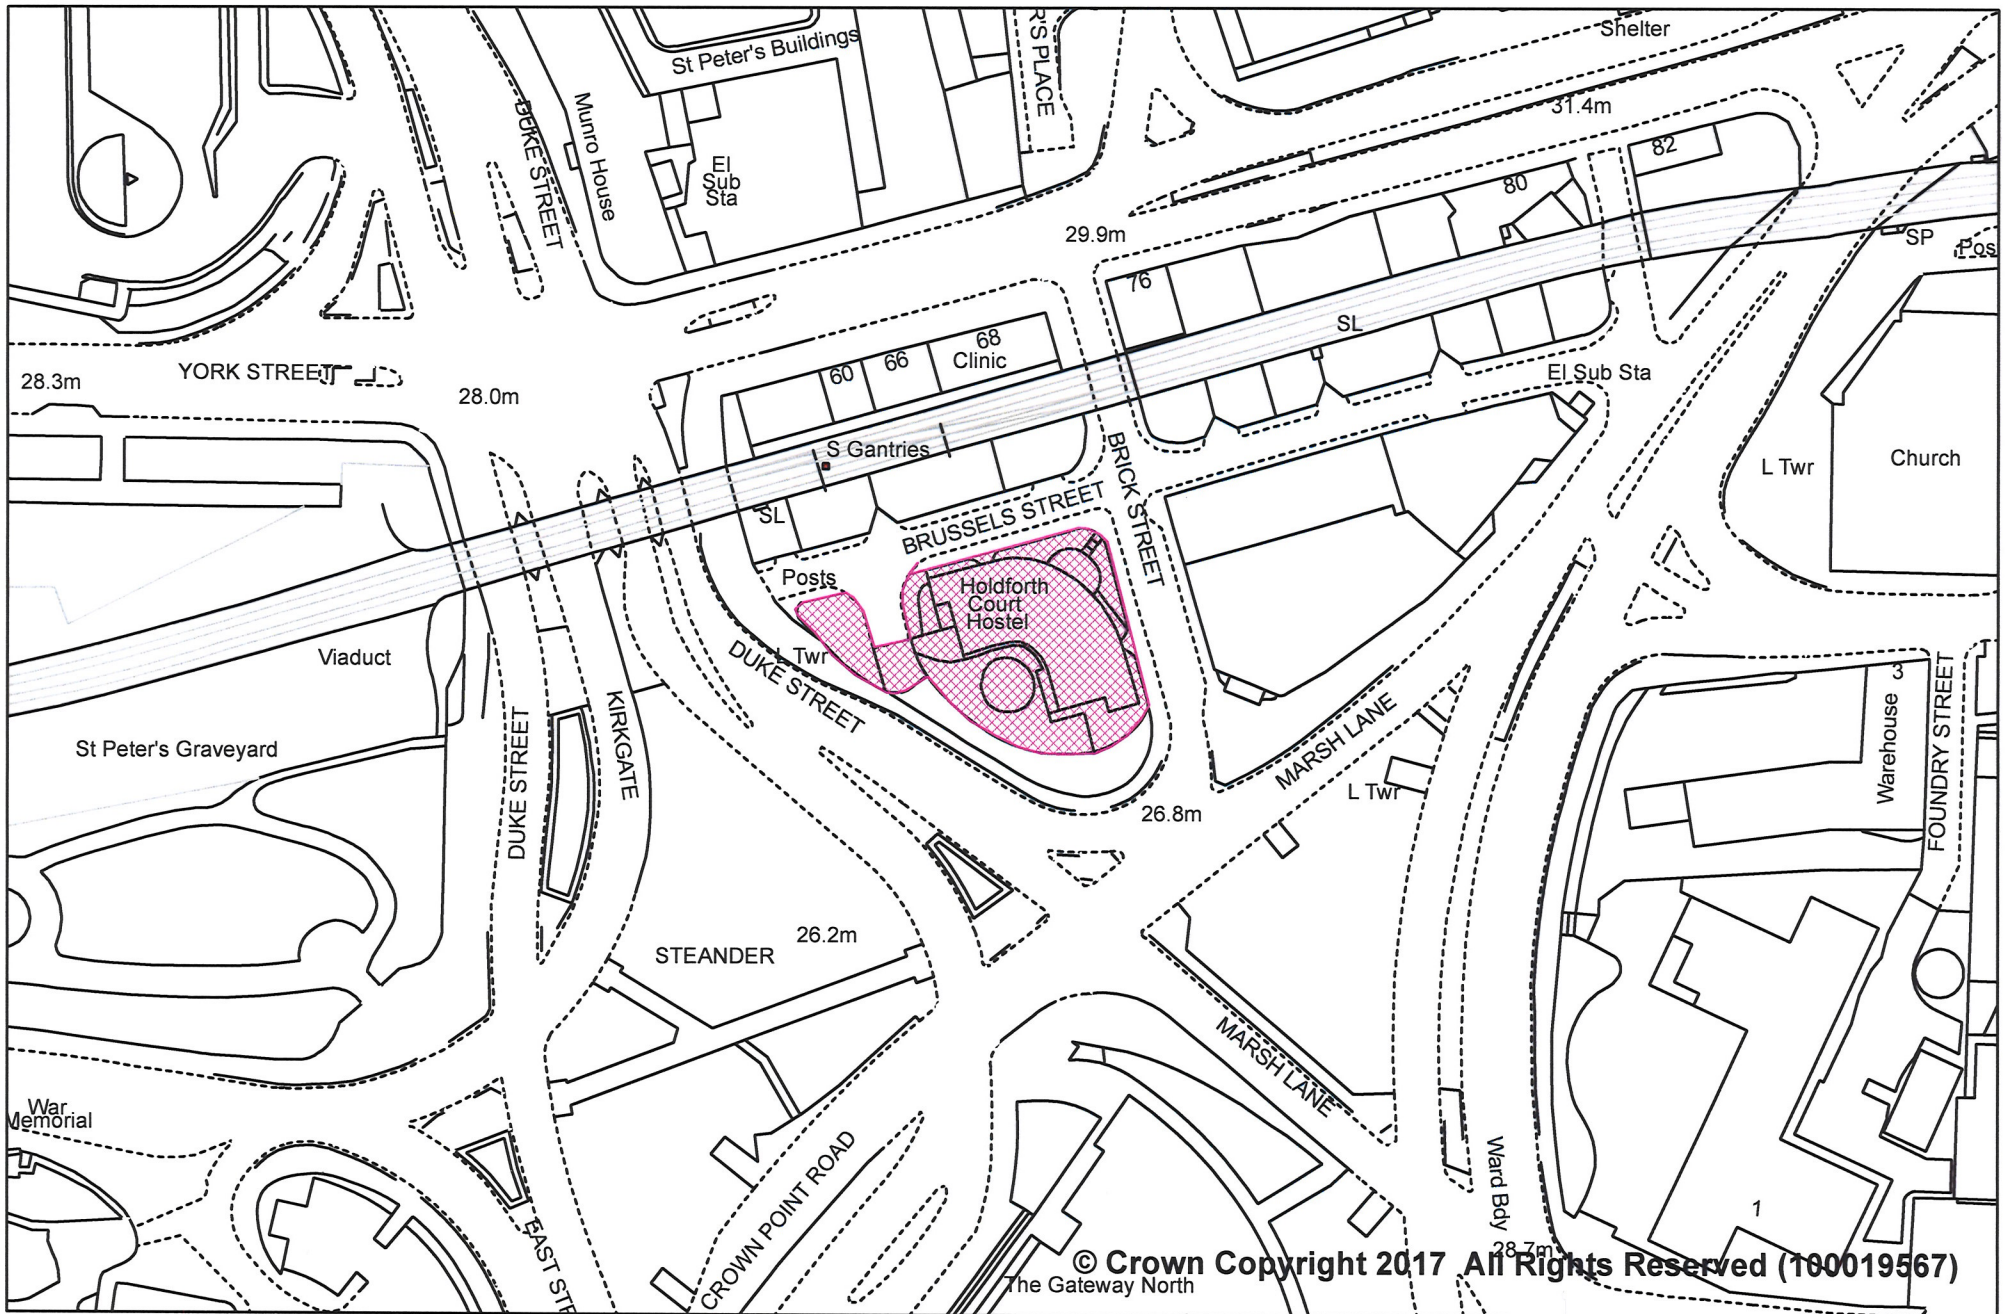 R'S PLACE
Shelter
St Peter's Buildings
31.4m
DUKE STREET
Munro House
El
Sub
Sta
82
80
29.9m
SP
Pos
76
SL
YORK STREET
28.3m
28.0m
60
66
68
Clinic
El Sub Sta
S Gantries
BRICK STREET
L Twr
Church
SL
BRUSSELS STREET
Posts
Holdforth
Court
Hostel
L Twr
DUKE STREET
Viaduct
KIRKGATE
St Peter's Graveyard
DUKE STREET
MARSH LANE
L Twr
3
Warehouse
FOUNDRY STREET
26.8m
STEANDER
26.2m
MARSH LANE
War
Memorial
CROWN POINT ROAD
EAST STR
Ward Bdy
1
28.7m
The Gateway North
© Crown Copyright 2017 All Rights Reserved (100019567)